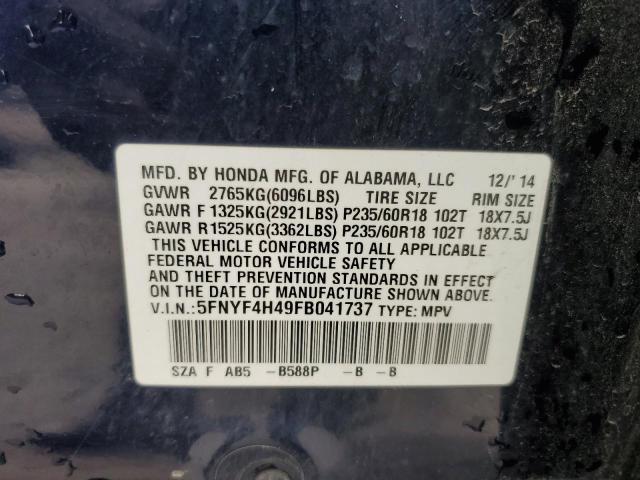 MFD. BY HONDA MFG. OF ALABAMA, LLC 12/'14
GVWR 2765KG(6096LBS) TIRE SIZE RIM SIZE
GAWR F 1325KG(2921LBS) P235/60R18 102T 18X7.5J
GAWR R1525KG(3362LBS) P235/60R18 102T 18X7.5J
THIS VEHICLE CONFORMS TO ALL APPLICABLE
FEDERAL MOTOR VEHICLE SAFETY
AND THEFT PREVENTION STANDARDS IN EFFECT
ON THE DATE OF MANUFACTURE SHOWN ABOVE.
V.I.N.:5FNYF4H49FB041737 TYPE: MPV
SZA F AB5 -B588P -B -B